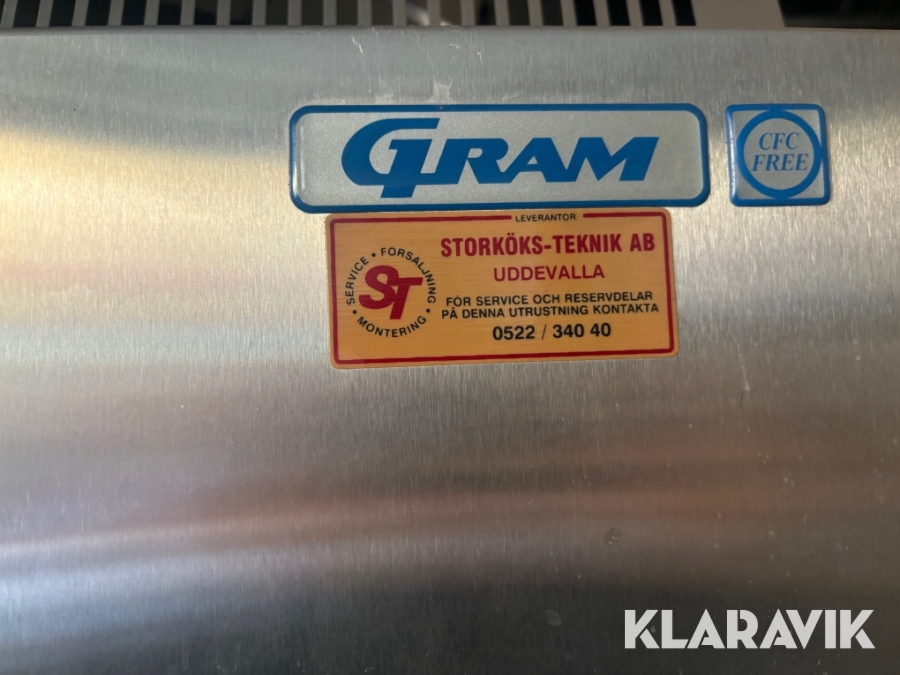 GRAM
CFC
FREE
LEVERANTÖR
STORKÖKS-TEKNIK AB
UDDEVALLA
SERVICE • FÖRSÄLJNING • MONTERING •
ST
FÖR SERVICE OCH RESERVDELAR
PÅ DENNA UTRUSTNING KONTAKTA
0522 / 340 40
KLARAVIK